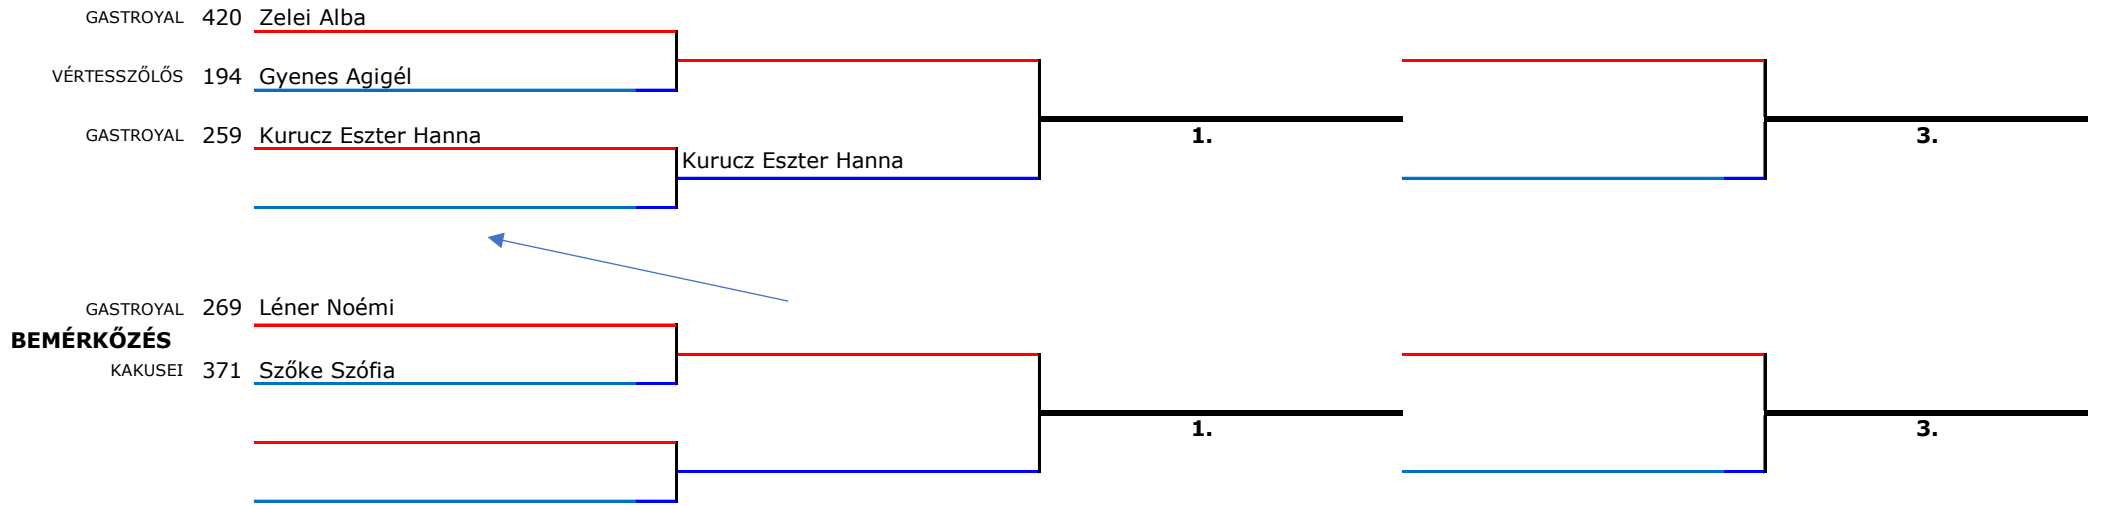 GASTROYAL 420 Zelei Alba
VÉRTESSZŐLŐS 194 Gyenes Agigél
GASTROYAL 259 Kurucz Eszter Hanna
1.
3.
Kurucz Eszter Hanna
GASTROYAL 269 Léner Noémi
BEMÉRKŐZÉS
KAKUSEI 371 Szőke Szófia
1.
3.